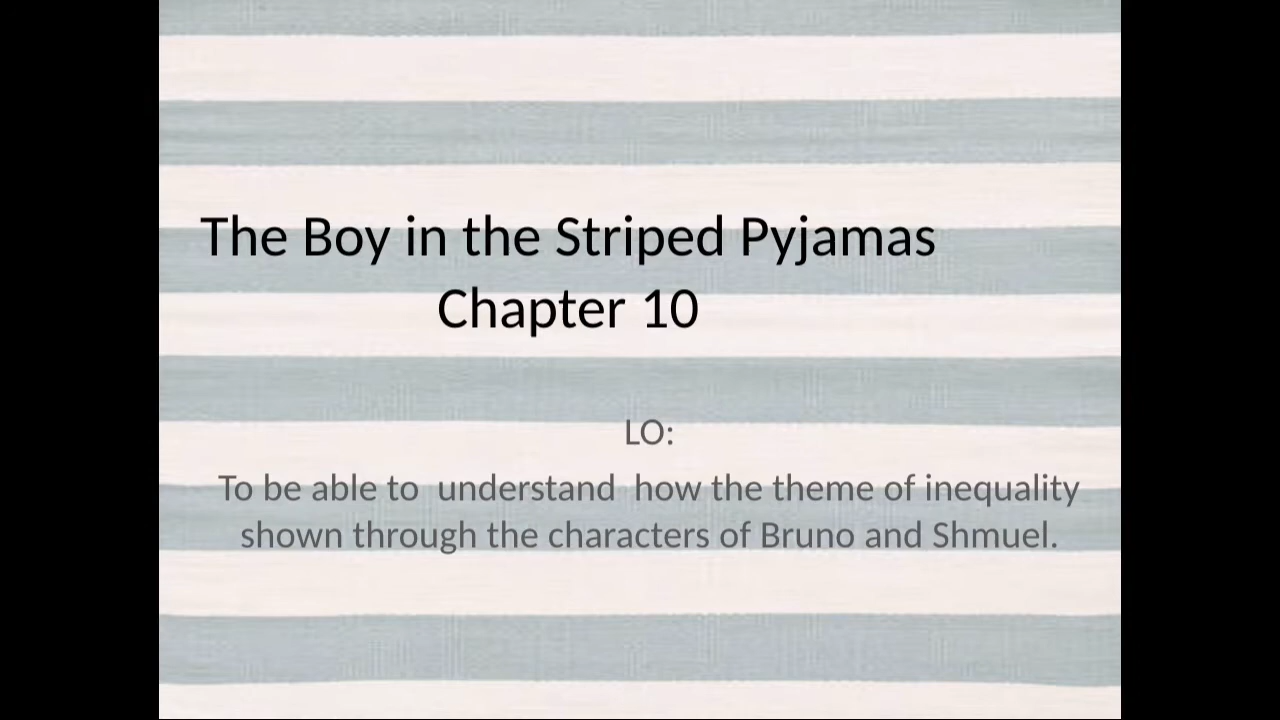 The Boy in the Striped Pyjamas
Chapter 10
LO:
To be able to  understand  how the theme of inequality
shown through the characters of Bruno and Shmuel.